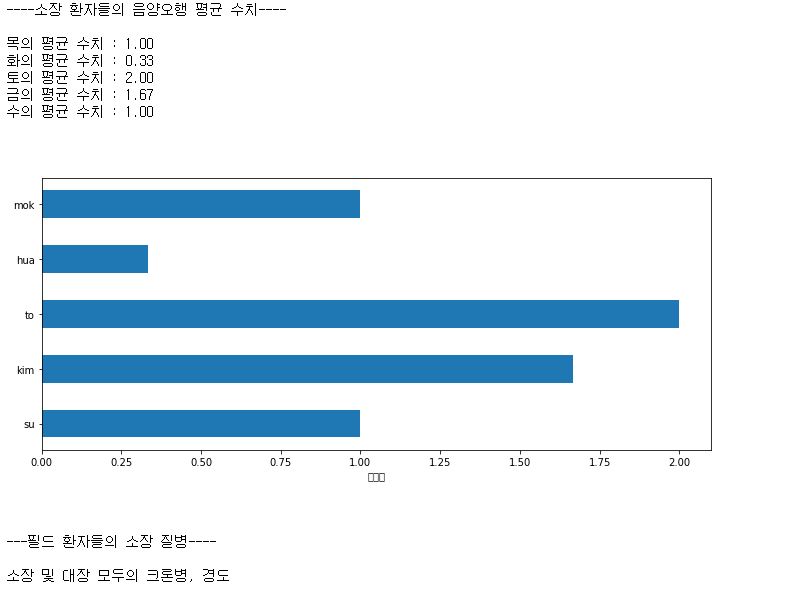 ----소장 환자들의 음양오행 평균 수치----
목의 평균 수치 : 1.00
화의 평균 수치 : 0.33
토의 평균 수치 : 2.00
금의 평균 수치 : 1.67
수의 평균 수치 : 1.00
mok
hua
to
kim
su
0.00 0.25 0.50 0.75 1.00 1.25 1.50 1.75 2.00
---필드 환자들의 소장 질병----
소장 및 대장 모두의 크론병, 경도